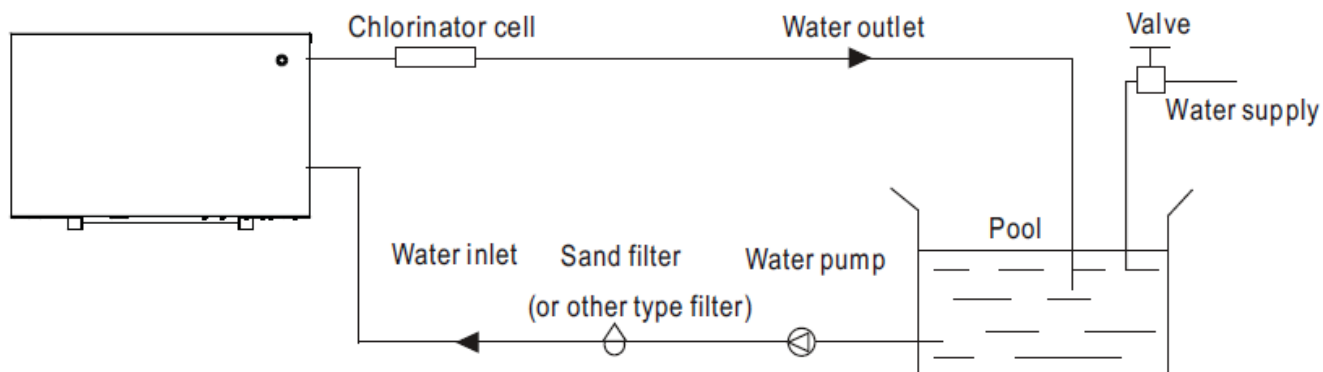 Chlorinator cell
Water outlet
Valve
Water supply
Pool
Water inlet
Sand filter
(or other type filter)
Water pump